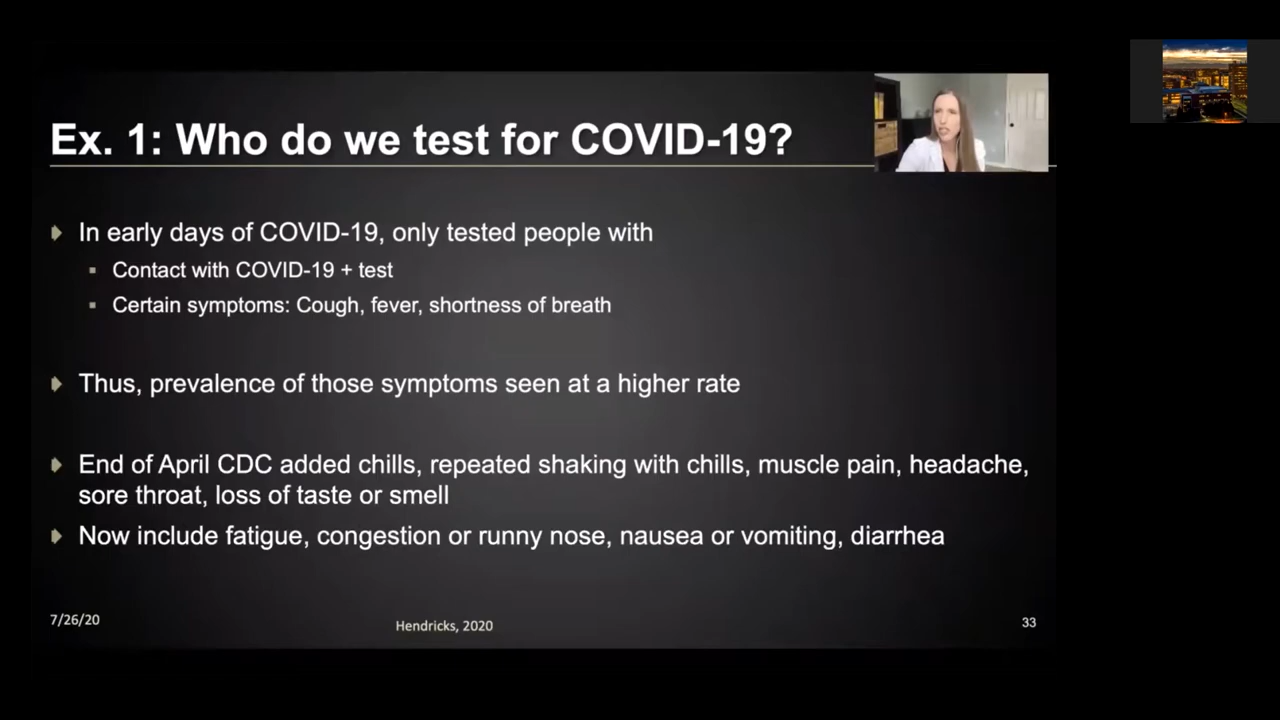 Ex. 1: Who do we test for COVID-19?
In early days of COVID-19, only tested people with
Contact with COVID-19 + test
Certain symptoms: Cough, fever, shortness of breath
Thus, prevalence of those symptoms seen at a higher rate
End of April CDC added chills, repeated shaking with chills, muscle pain, headache,
sore throat, loss of taste or smell
Now include fatigue, congestion or runny nose, nausea or vomiting, diarrhea
7/26/20
Hendricks, 2020
33